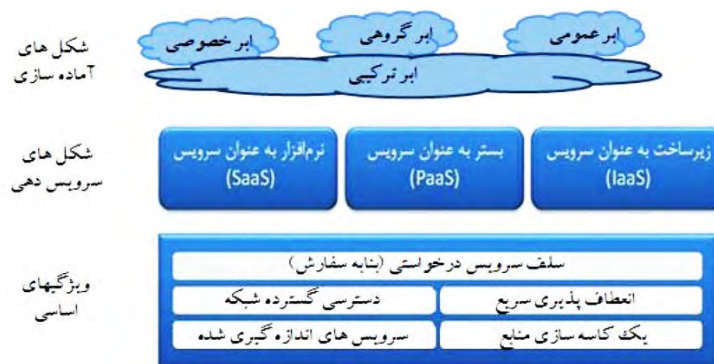 شکل های
آماده سازی
ابر عمومی
ابر گروهی
ابر خصوصی
ابر ترکیبی
شکل های
سرویس دهی
زیرساخت به عنوان سرویس
(IaaS)
بستر به عنوان سرویس
(PaaS)
نرم‌افزار به عنوان سرویس
(SaaS)
ویژگیهای
اساسی
سلف سرویس درخواستی (بنابه سفارش)
انعطاف پذیری سریع
دسترسی گسترده شبکه
یک کاسه سازی منابع
سرویس های اندازه گیری شده